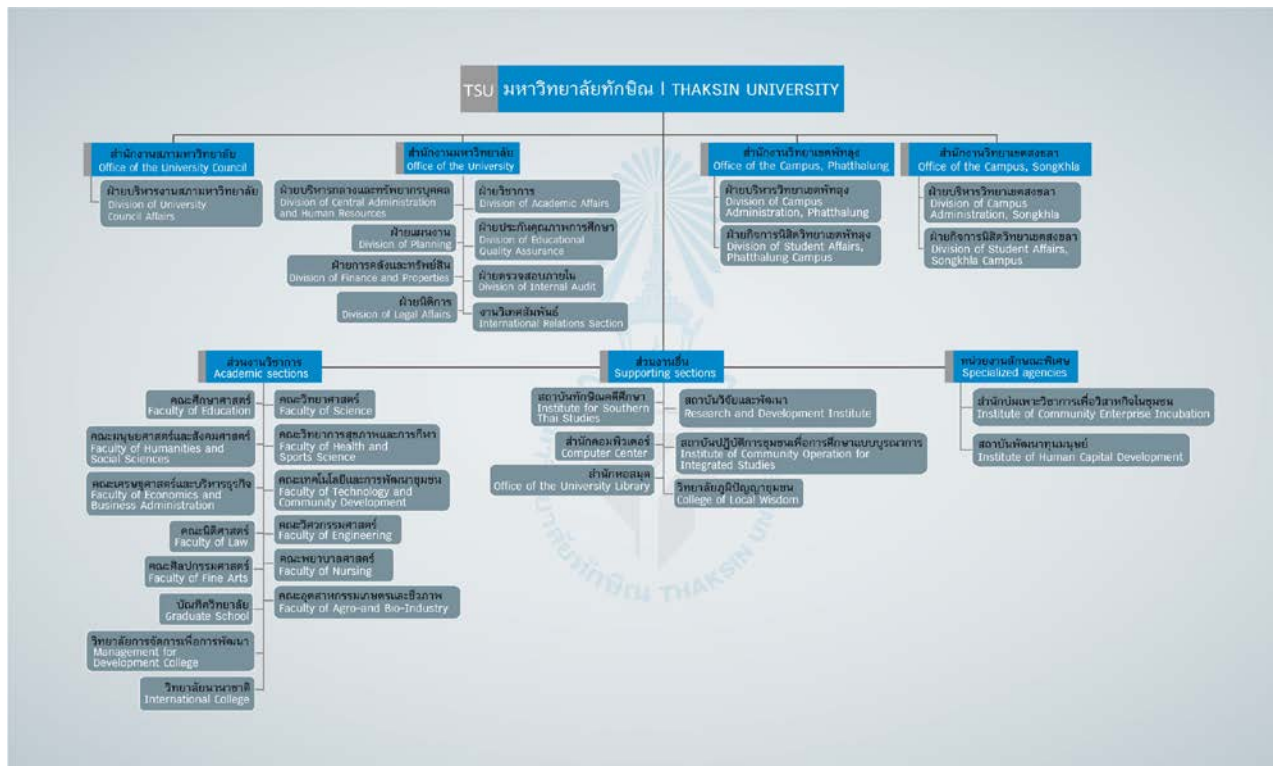 TSU มหาวิทยาลัยทักษิณ | THAKSIN UNIVERSITY
สำนักงานสภามหาวิทยาลัย
Office of the University Council
ฝ่ายบริหารงานสภามหาวิทยาลัย
Division of University
Council Affairs
สำนักงานมหาวิทยาลัย
Office of the University
ฝ่ายบริหารกลางและทรัพยากรบุคคล
Division of Central Administration
and Human Resources
ฝ่ายแผนงาน
Division of Planning
ฝ่ายการคลังและทรัพย์สิน
Division of Finance and Properties
ฝ่ายนิติการ
Division of Legal Affairs
ฝ่ายวิชาการ
Division of Academic Affairs
ฝ่ายประกันคุณภาพการศึกษา
Division of Educational
Quality Assurance
ฝ่ายตรวจสอบภายใน
Division of Internal Audit
งานวิเทศสัมพันธ์
International Relations Section
สำนักงานวิทยาเขตพัทลุง
Office of the Campus, Phatthalung
ฝ่ายบริหารวิทยาเขตพัทลุง
Division of Campus
Administration, Phatthalung
ฝ่ายกิจการนิสิตวิทยาเขตพัทลุง
Division of Student Affairs,
Phatthalung Campus
สำนักงานวิทยาเขตสงขลา
Office of the Campus, SongKhla
ฝ่ายบริหารวิทยาเขตสงขลา
Division of Campus
Administration, Songkhla
ฝ่ายกิจการนิสิตวิทยาเขตสงขลา
Division of Student Affairs,
Songkhla Campus
ส่วนงานวิชาการ
Academic sections
คณะศึกษาศาสตร์
Faculty of Education
คณะมนุษยศาสตร์และสังคมศาสตร์
Faculty of Humanities and
Social Sciences
คณะเศรษฐศาสตร์และบริหารธุรกิจ
Faculty of Economics and
Business Administration
คณะนิติศาสตร์
Faculty of Law
คณะศิลปกรรมศาสตร์
Faculty of Fine Arts
บัณฑิตวิทยาลัย
Graduate School
วิทยาลัยการจัดการเพื่อการพัฒนา
Management for
Development College
วิทยาลัยนานาชาติ
International College
คณะวิทยาศาสตร์
Faculty of Science
คณะวิทยาการสุขภาพและการกีฬา
Faculty of Health and
Sports Science
คณะเทคโนโลยีและการพัฒนาชุมชน
Faculty of Technology and
Community Development
คณะวิศวกรรมศาสตร์
Faculty of Engineering
คณะพยาบาลศาสตร์
Faculty of Nursing
คณะอุตสาหกรรมเกษตรและชีวภาพ
Faculty of Agro-and Bio-Industry
ส่วนงานอื่น
Supporting sections
สถาบันทักษิณคดีศึกษา
Institute for Southern
Thai Studies
สำนักคอมพิวเตอร์
Computer Center
สำนักหอสมุด
Office of the University Library
สถาบันวิจัยและพัฒนา
Research and Development Institute
สถาบันปฏิบัติการชุมชนเพื่อการศึกษาแบบบูรณาการ
Institute of Community Operation for
Integrated Studies
วิทยาลัยภูมิปัญญาชุมชน
College of Local Wisdom
หน่วยงานลักษณะพิเศษ
Specialized agencies
สำนักบ่มเพาะวิชาการเพื่อวิสาหกิจในชุมชน
Institute of Community Enterprise Incubation
สถาบันพัฒนาทุนมนุษย์
Institute of Human Capital Development
มหาวิทยาลัยทักษิณ THAKSIN UN